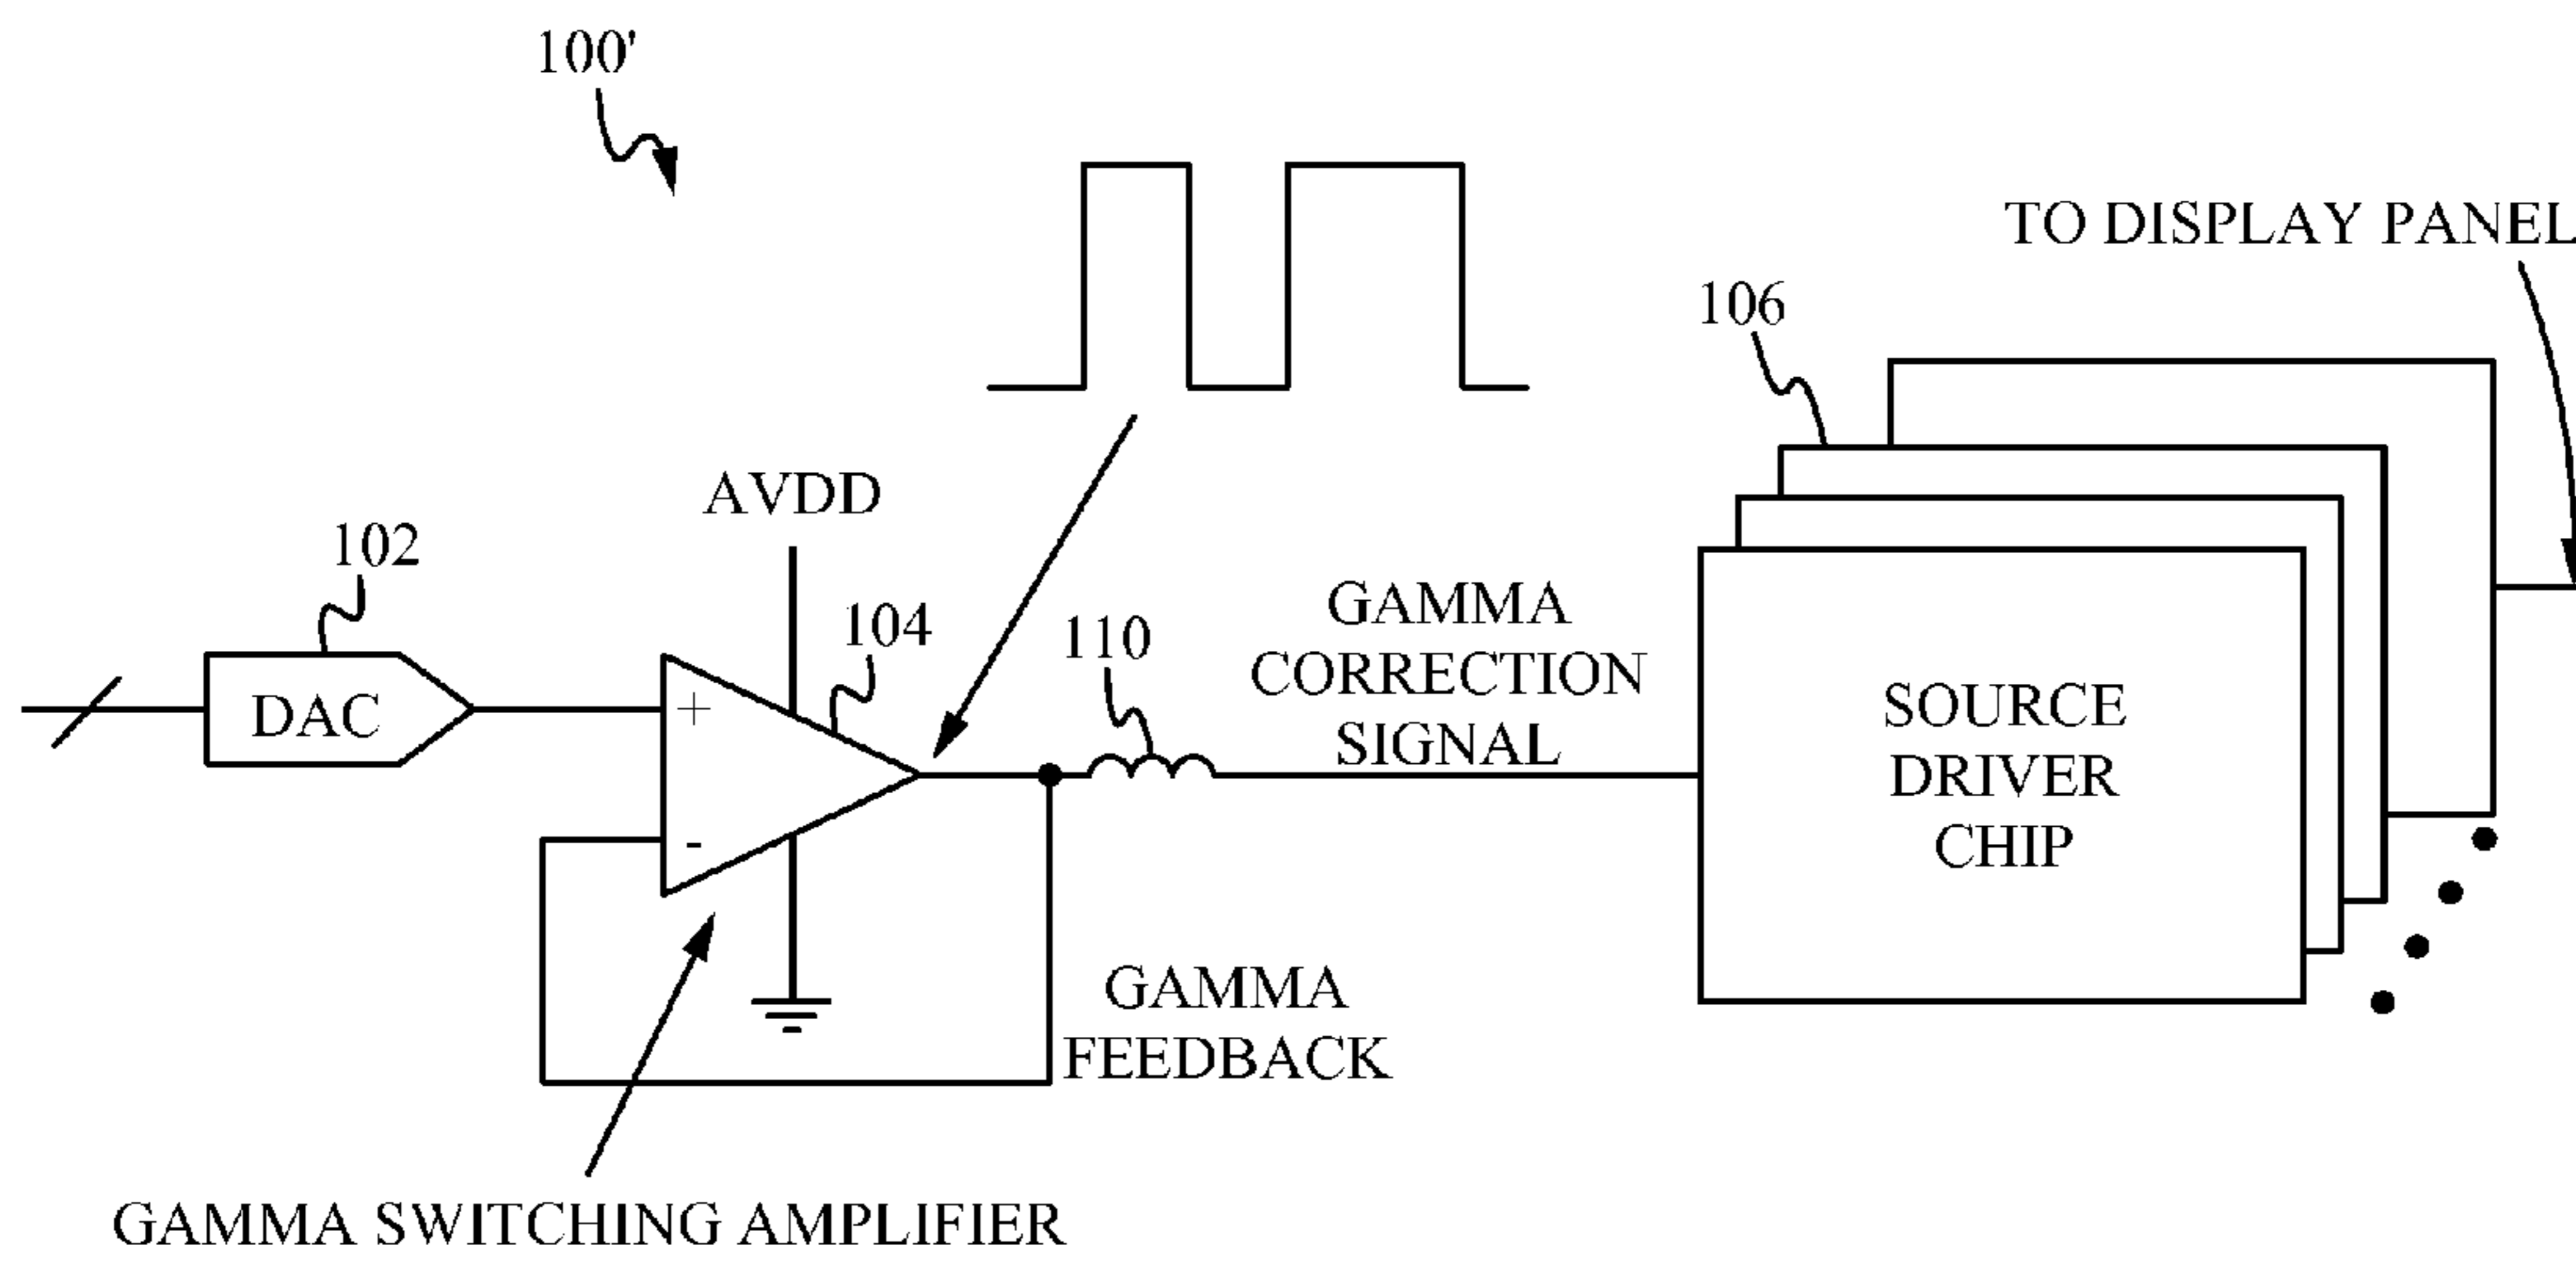 100'
TO DISPLAY PANEL
106
AVDD
102
104
110
GAMMA
CORRECTION
SIGNAL
DAC
+
-
SOURCE
DRIVER
CHIP
GAMMA
FEEDBACK
GAMMA SWITCHING AMPLIFIER